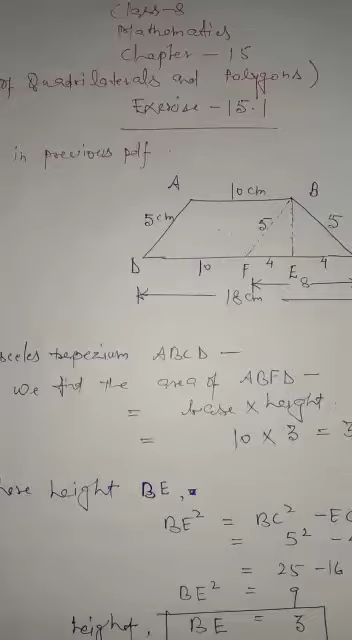 Class-8
Mathematics
Chapter - 15
of Quadrilaterals and Polygons)
Exercise - 15.1
in previous pdf.
A 10 cm B
5 cm 5 5
D 10 F 4 E 4
8
18 cm
sceles trapezium ABCD —
we find the area of ABFD —
= base × height
= 10 × 3 = 3
here height BE,
BE² = BC² - EC
= 5² -
= 25 - 16
BE² = 9
height, BE = 3